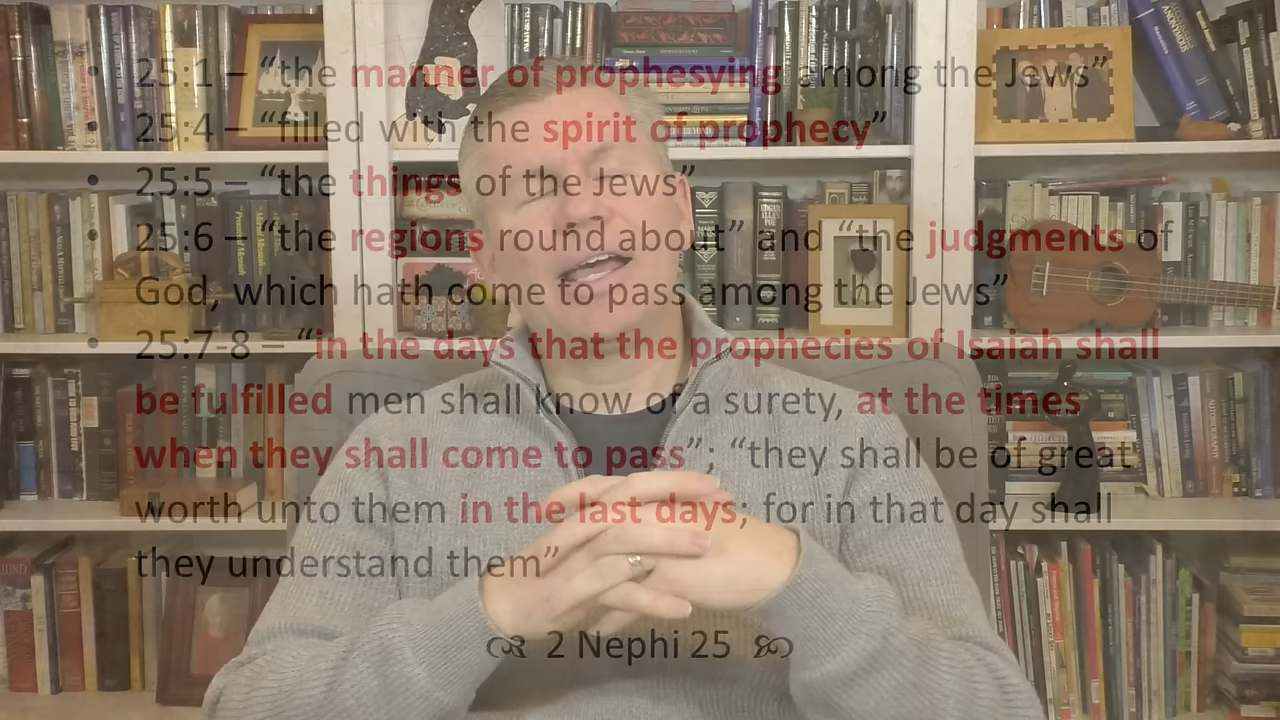 • 25:1 – “the manner of prophesying among the Jews”
• 25:4 – “filled with the spirit of prophecy”
• 25:5 – “the things of the Jews”
• 25:6 – “the regions round about” and “the judgments of
God, which hath come to pass among the Jews”
• 25:7-8 – “in the days that the prophecies of Isaiah shall
be fulfilled men shall know of a surety, at the times
when they shall come to pass”; “they shall be of great
worth unto them in the last days; for in that day shall
they understand them”
2 Nephi 25